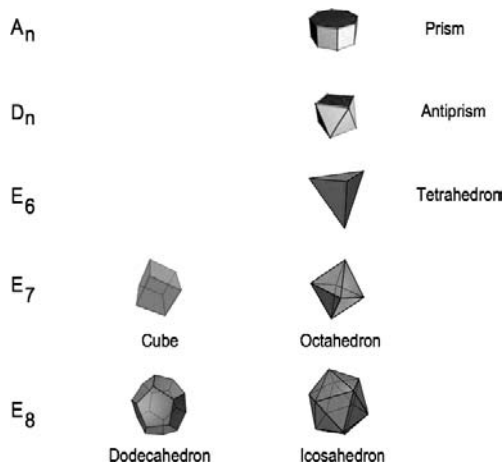 Aₙ Prism
Dₙ Antiprism
E₆ Tetrahedron
E₇
Cube Octahedron
E₈
Dodecahedron Icosahedron